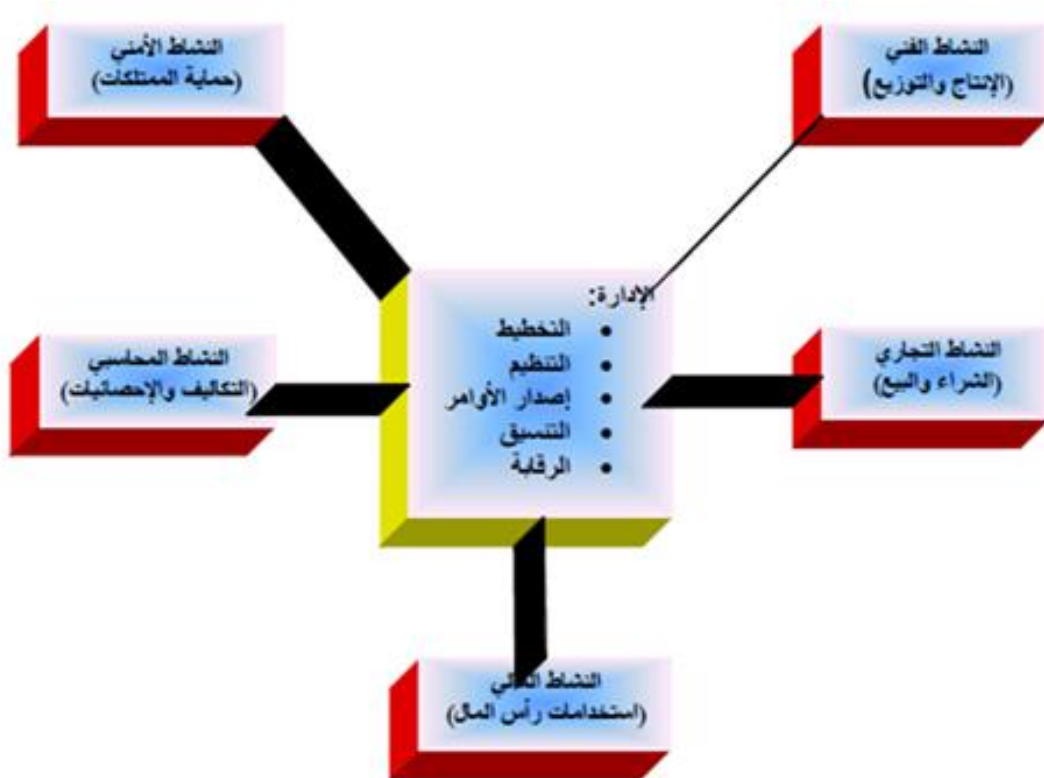 النشاط الفني
(الإنتاج والتوزيع)
النشاط الأمني
(حماية الممتلكات)
الإدارة:
• التخطيط
• التنظيم
• إصدار الأوامر
• التنسيق
• الرقابة
النشاط التجاري
(الشراء والبيع)
النشاط المحاسبي
(التكاليف والإحصائيات)
النشاط المالي
(استخدامات رأس المال)